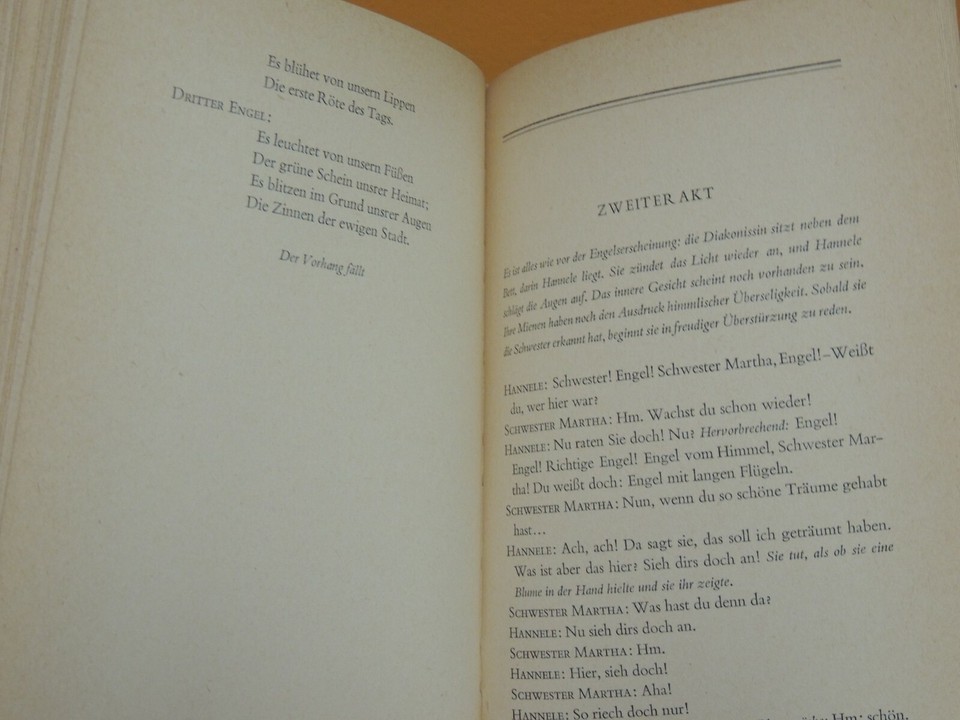 Es blühet von unsern Lippen
Die erste Röte des Tags.
DRITTER ENGEL:
Es leuchtet von unsern Füßen
Der grüne Schein unsrer Heimat;
Es blitzen im Grund unsrer Augen
Die Zinnen der ewigen Stadt.
Der Vorhang fällt
ZWEITER AKT
Es ist alles wie vor der Engelserscheinung: die Diakonissin sitzt neben dem
Bett, darin Hannele liegt. Sie zündet das Licht wieder an, und Hannele
schlägt die Augen auf. Das innere Gesicht scheint noch vorhanden zu sein.
Ihre Mienen haben noch den Ausdruck himmlischer Überseligkeit. Sobald sie
die Schwester erkannt hat, beginnt sie in freudiger Überstürzung zu reden.
HANNELE: Schwester! Engel! Schwester Martha, Engel!–Weißt
du, wer hier war?
SCHWESTER MARTHA: Hm. Wachst du schon wieder!
HANNELE: Nu raten Sie doch! Nu? Hervorbrechend: Engel!
Engel! Richtige Engel! Engel vom Himmel, Schwester Mar-
tha! Du weißt doch: Engel mit langen Flügeln.
SCHWESTER MARTHA: Nun, wenn du so schöne Träume gehabt
hast...
HANNELE: Ach, ach! Da sagt sie, das soll ich geträumt haben.
Was ist aber das hier? Sieh dirs doch an! Sie tut, als ob sie eine
Blume in der Hand hielte und sie ihr zeigte.
SCHWESTER MARTHA: Was hast du denn da?
HANNELE: Nu sieh dirs doch an.
SCHWESTER MARTHA: Hm.
HANNELE: Hier, sieh doch!
SCHWESTER MARTHA: Aha!
HANNELE: So riech doch nur!
Hm: schön.